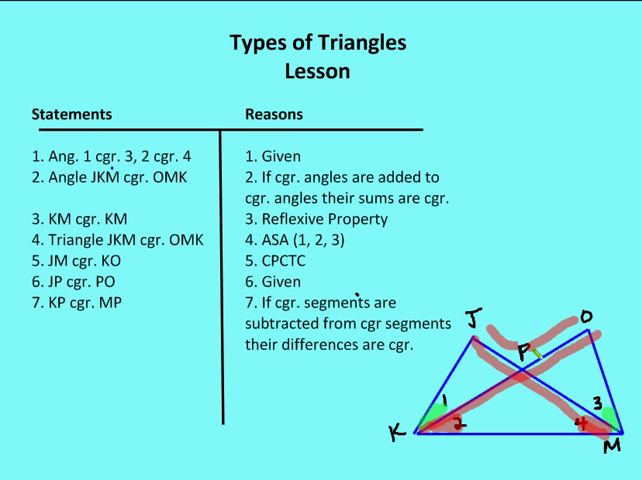 Types of Triangles
Lesson
Statements
Reasons
1. Ang. 1 cgr. 3, 2 cgr. 4
1. Given
2. Angle JKM cgr. OMK
2. If cgr. angles are added to
cgr. angles their sums are cgr.
3. KM cgr. KM
3. Reflexive Property
4. Triangle JKM cgr. OMK
4. ASA (1, 2, 3)
5. JM cgr. KO
5. CPCTC
6. JP cgr. PO
6. Given
7. KP cgr. MP
7. If cgr. segments are
subtracted from cgr segments
their differences are cgr.
J
O
P
1
3
2
4
K
M